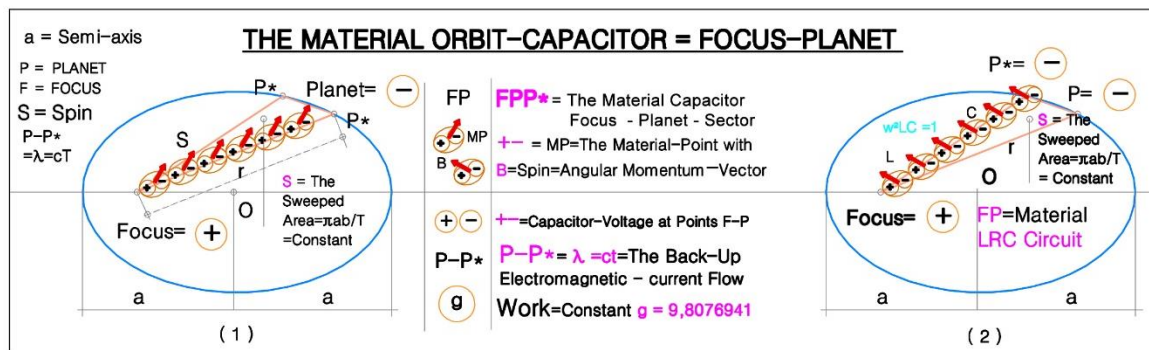 THE MATERIAL ORBIT-CAPACITOR = FOCUS-PLANET
a = Semi-axis
P = PLANET
F = FOCUS
S = Spin
P-P*
=λ=cT
P*
Planet= -
P*
S
r
S = The
Sweeped
Area=πab/T
=Constant
O
Focus= +
a
a
( 1 )
FP
MP
B
FPP* = The Material Capacitor
Focus - Planet - Sector
+- = MP=The Material-Point with
B=Spin=Angular Momentum-Vector
+ - +-=Capacitor-Voltage at Points F-P
P-P* P-P*= λ =ct=The Back-Up
Electromagnetic - current Flow
g Work=Constant g = 9,8076941
P*= -
P= -
C
w²LC =1
L
r
S = The
Sweeped
Area=πab/T
= Constant
O
Focus= +
FP=Material
LRC Circuit
a
a
( 2 )